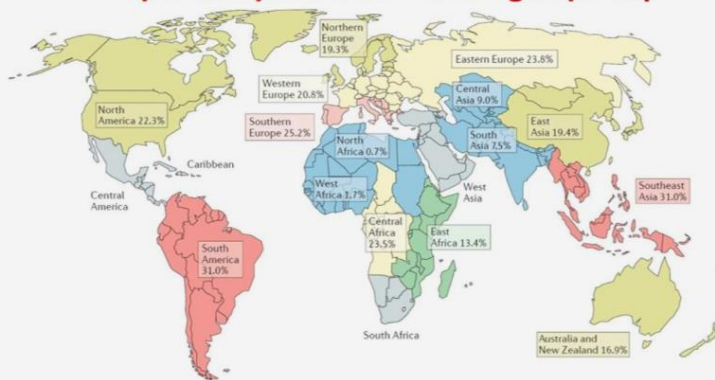 Northern
Europe
19.3%
Eastern Europe 23.8%
Western
Europe 20.8%
Central
Asia 9.0%
North
America 22.3%
Southern
Europe 25.2%
East
Asia 19.4%
North
Africa 0.7%
South
Asia 7.5%
Caribbean
West
Africa 1.7%
West
Asia
Southeast
Asia 31.0%
Central
America
Central
Africa
23.5%
East
Africa 13.4%
South
America
31.0%
South Africa
Australia and
New Zealand 16.9%